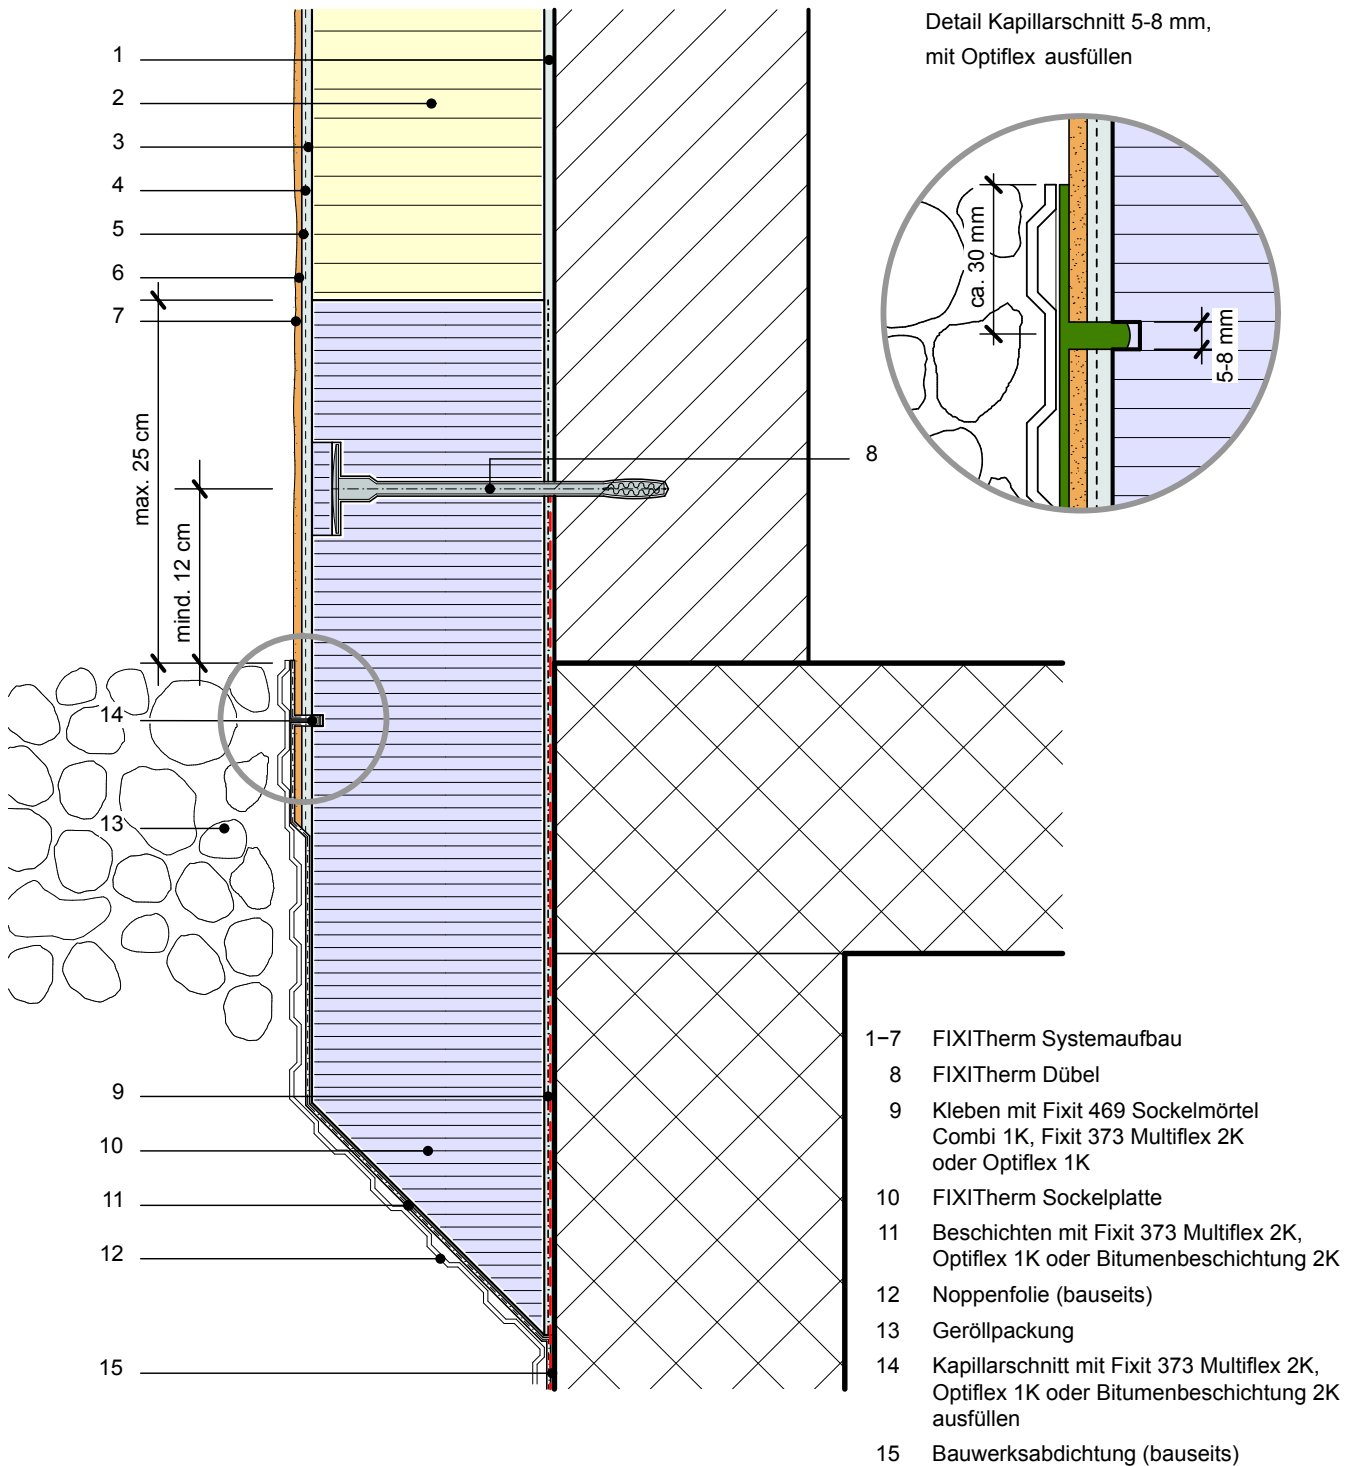 Detail Kapillarschnitt 5-8 mm,
mit Optiflex ausfüllen
1
2
3
4
5
6
7
max. 25 cm
mind. 12 cm
8
ca. 30 mm
5-8 mm
14
13
9
10
11
12
15
1–7 FIXITherm Systemaufbau
8 FIXITherm Dübel
9 Kleben mit Fixit 469 Sockelmörtel
Combi 1K, Fixit 373 Multiflex 2K
oder Optiflex 1K
10 FIXITherm Sockelplatte
11 Beschichten mit Fixit 373 Multiflex 2K,
Optiflex 1K oder Bitumenbeschichtung 2K
12 Noppenfolie (bauseits)
13 Geröllpackung
14 Kapillarschnitt mit Fixit 373 Multiflex 2K,
Optiflex 1K oder Bitumenbeschichtung 2K
ausfüllen
15 Bauwerksabdichtung (bauseits)